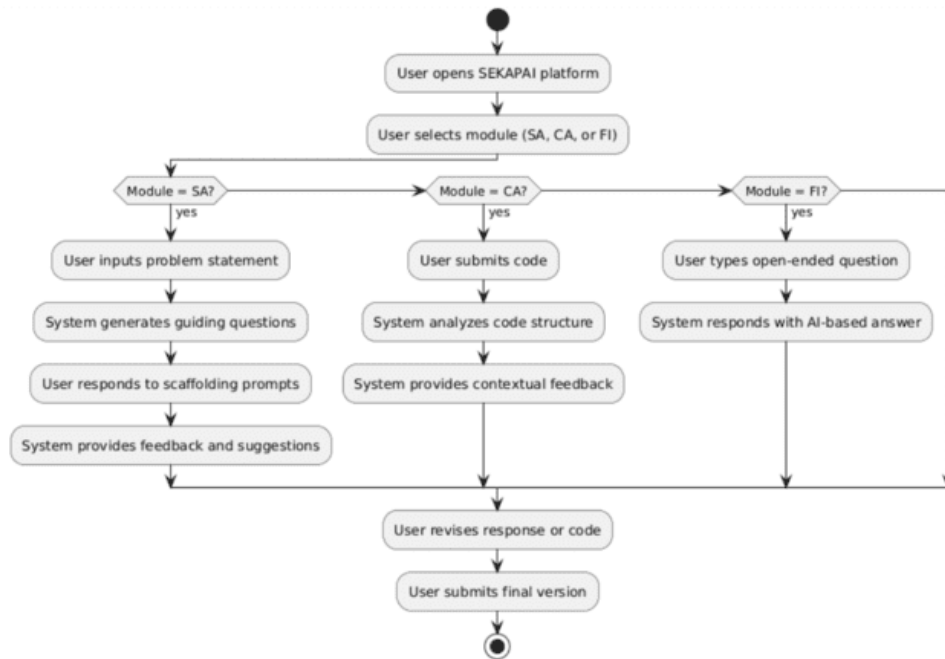 User opens SEKAPAI platform
User selects module (SA, CA, or FI)
Module = SA?
yes
User inputs problem statement
System generates guiding questions
User responds to scaffolding prompts
System provides feedback and suggestions
Module = CA?
yes
User submits code
System analyzes code structure
System provides contextual feedback
Module = FI?
yes
User types open-ended question
System responds with AI-based answer
User revises response or code
User submits final version